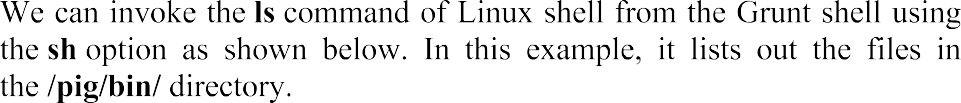 We can invoke the ls command of Linux shell from the Grunt shell using
the sh option as shown below. In this example, it lists out the files in
the /pig/bin/ directory.